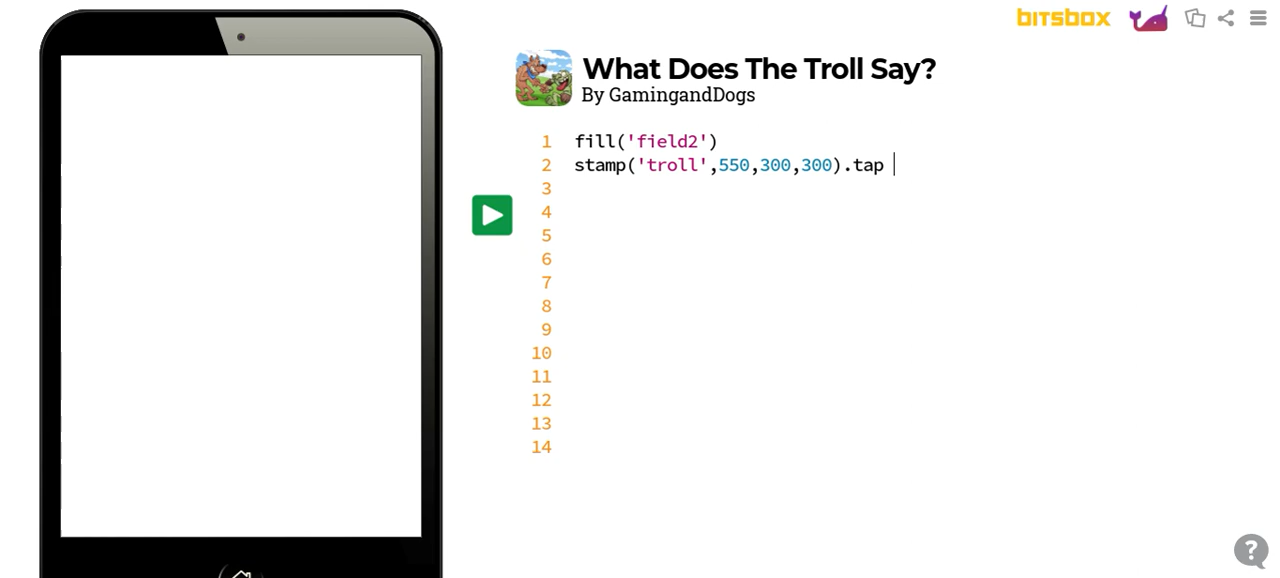 bitsbox
What Does The Troll Say?
By GamingandDogs
1 fill('field2')
2 stamp('troll',550,300,300).tap
3
4
5
6
7
8
9
10
11
12
13
14
?